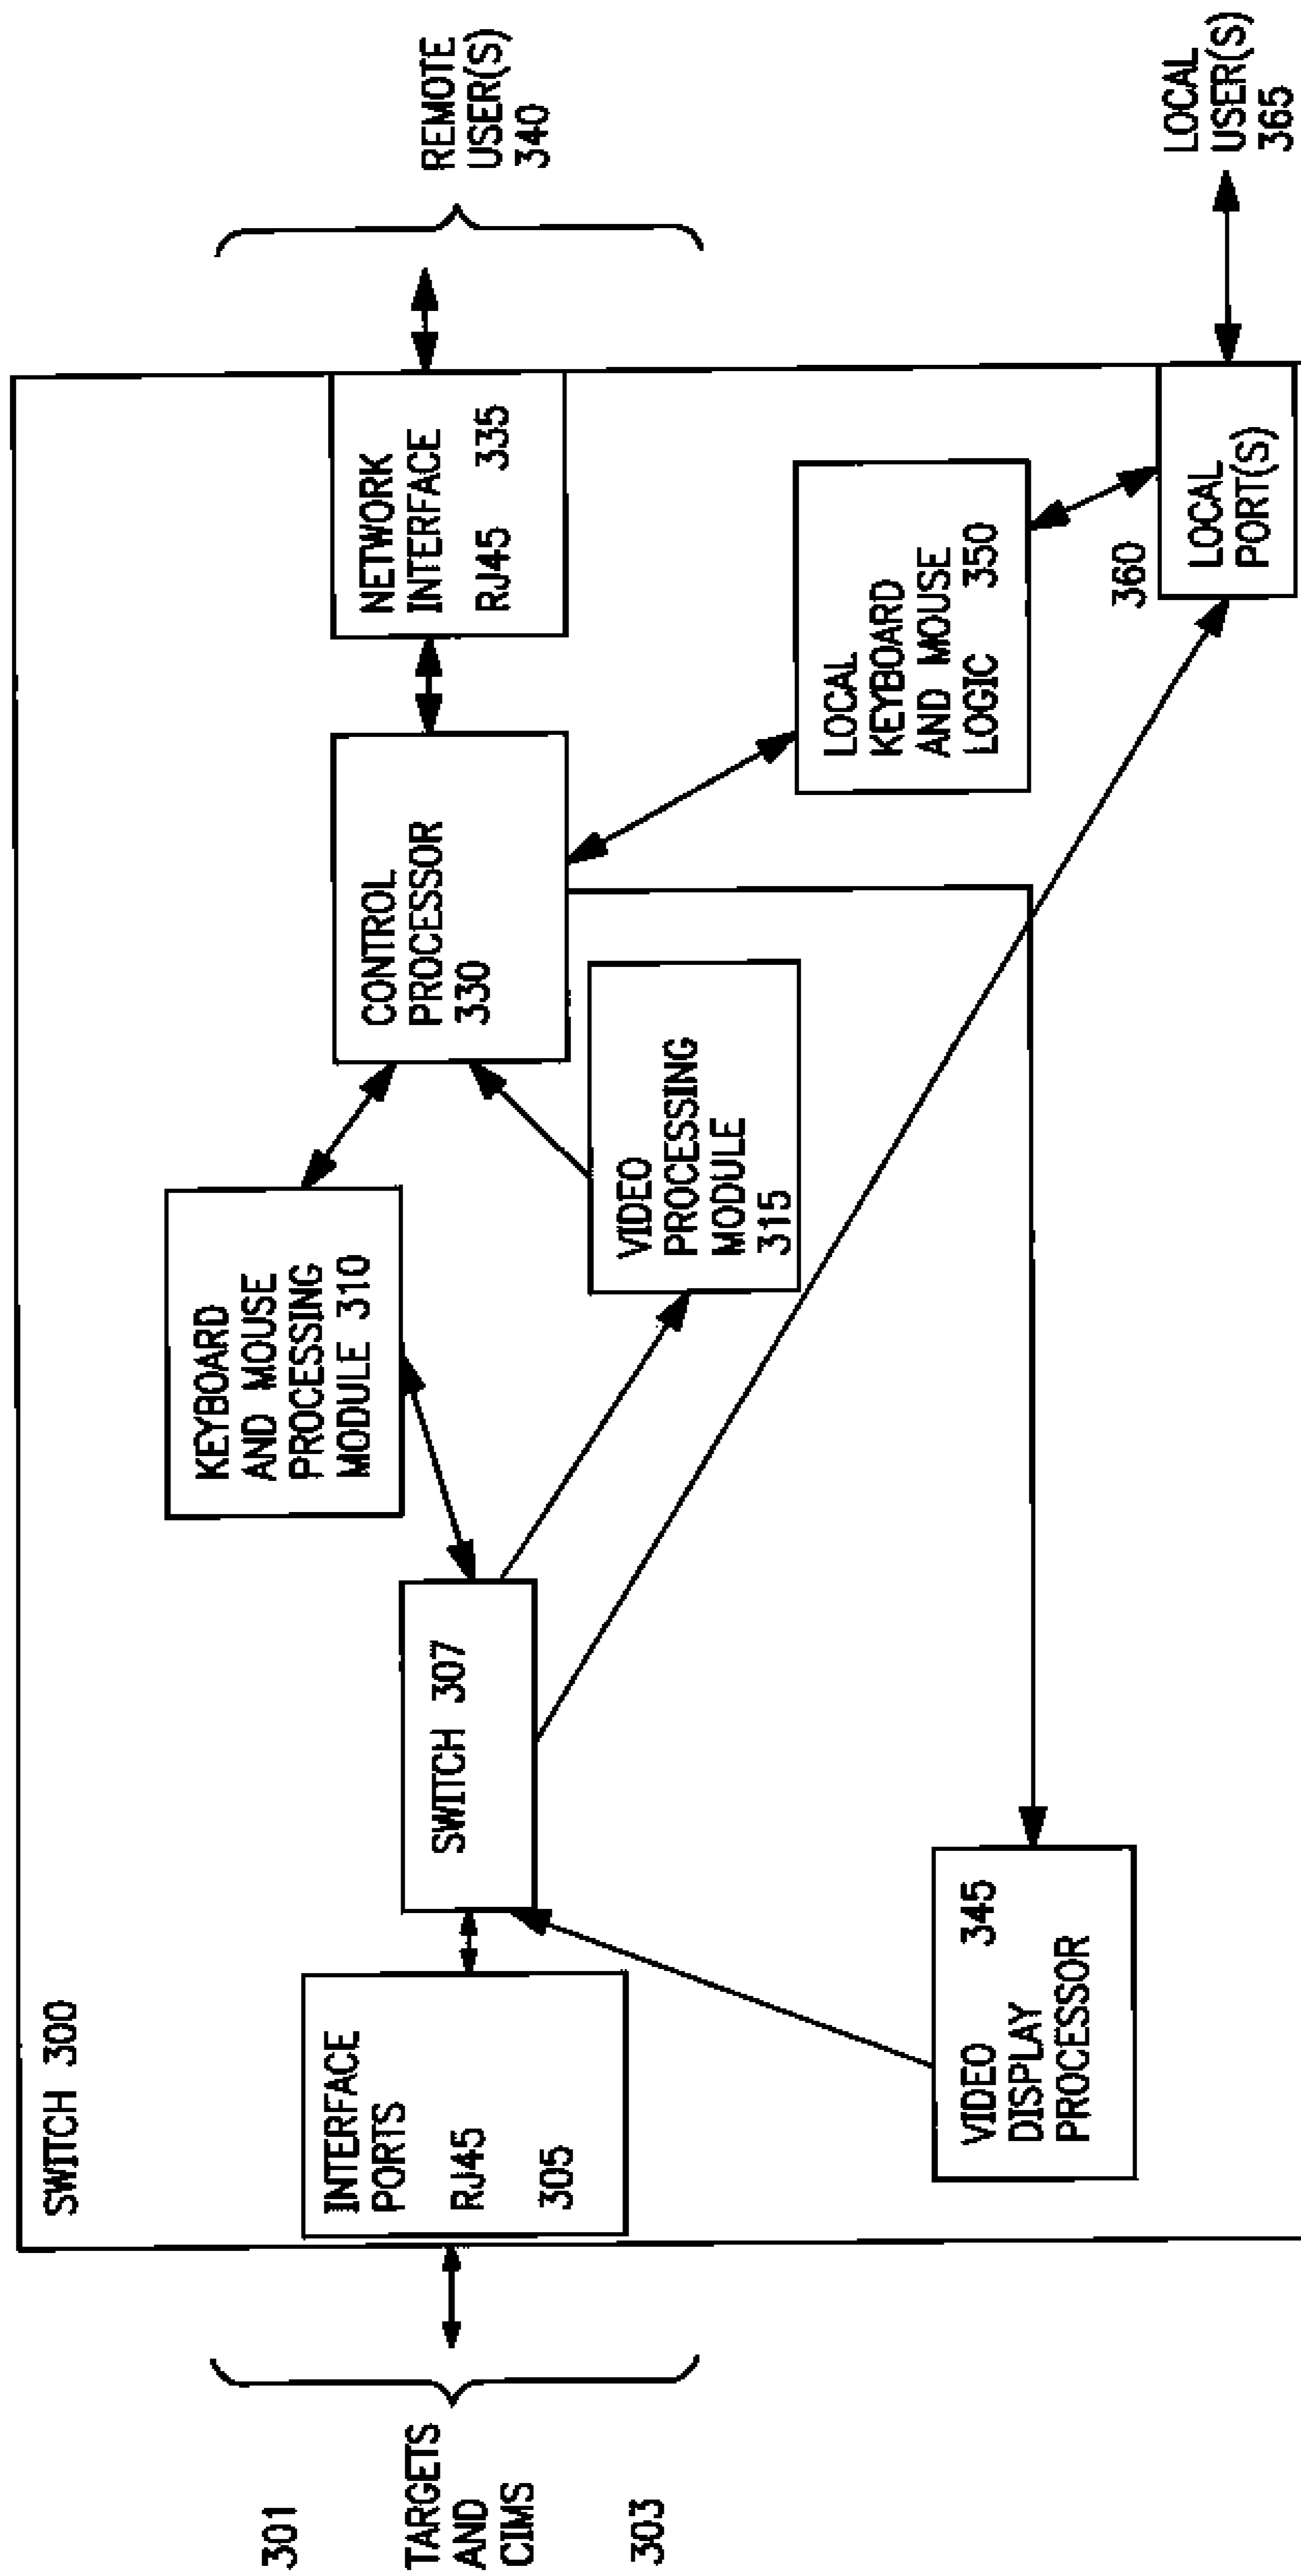 SWITCH 300
301
TARGETS
AND
CIMS
303
INTERFACE
PORTS
RJ45
305
SWITCH 307
KEYBOARD
AND MOUSE
PROCESSING
MODULE 310
VIDEO
PROCESSING
MODULE
315
CONTROL
PROCESSOR
330
NETWORK
INTERFACE
RJ45 335
REMOTE
USER(S)
340
VIDEO 345
DISPLAY
PROCESSOR
LOCAL
KEYBOARD
AND MOUSE
LOGIC 350
360
LOCAL
PORT(S)
LOCAL
USER(S)
365